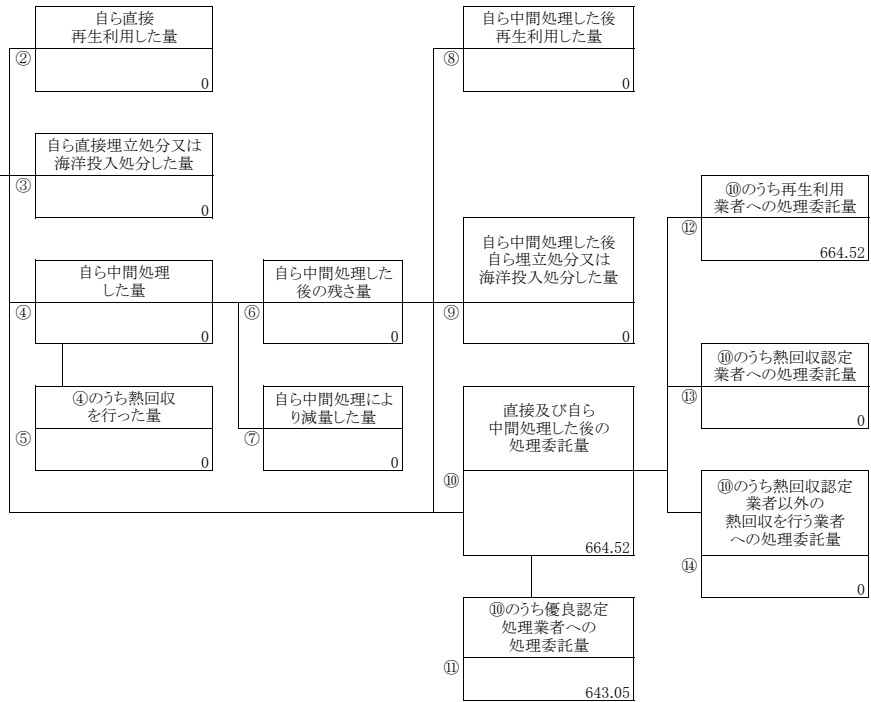 自ら直接
再生利用した量
②
0
自ら中間処理した後
再生利用した量
⑧
0
自ら直接埋立処分又は
海洋投入処分した量
③
0
⑩のうち再生利用
業者への処理委託量
⑫
664.52
自ら中間処理した後
自ら埋立処分又は
海洋投入処分した量
⑨
0
自ら中間処理
した量
④
0
自ら中間処理した
後の残さ量
⑥
0
⑩のうち熱回収認定
業者への処理委託量
⑬
0
④のうち熱回収
を行った量
⑤
0
自ら中間処理によ
り減量した量
⑦
0
直接及び自ら
中間処理した後の
処理委託量
⑩
664.52
⑩のうち熱回収認定
業者以外の
熱回収を行う業者
への処理委託量
⑭
0
⑩のうち優良認定
処理業者への
処理委託量
⑪
643.05